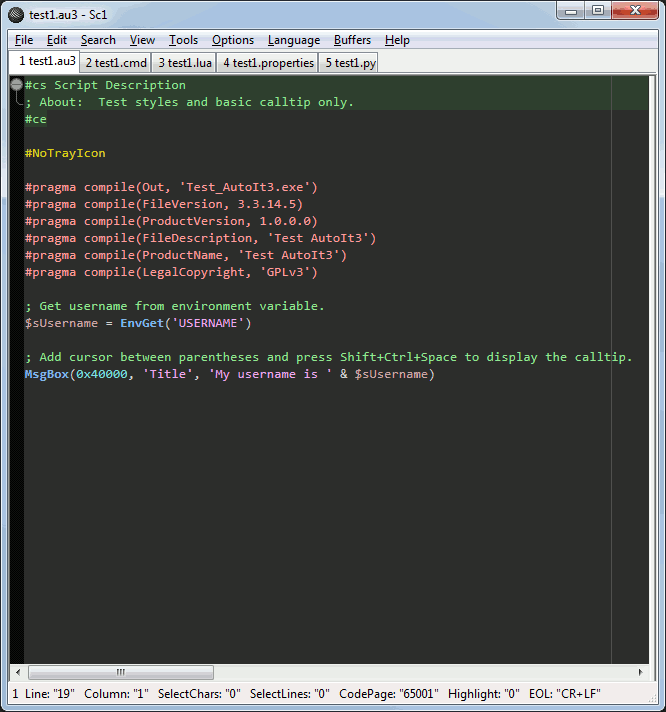 test1.au3 - Sc1
File Edit Search View Tools Options Language Buffers Help
1 test1.au3 2 test1.cmd 3 test1.lua 4 test1.properties 5 test1.py
#cs Script Description
; About:  Test styles and basic calltip only.
#ce
#NoTrayIcon
#pragma compile(Out, 'Test_AutoIt3.exe')
#pragma compile(FileVersion, 3.3.14.5)
#pragma compile(ProductVersion, 1.0.0.0)
#pragma compile(FileDescription, 'Test AutoIt3')
#pragma compile(ProductName, 'Test AutoIt3')
#pragma compile(LegalCopyright, 'GPLv3')
; Get username from environment variable.
$sUsername = EnvGet('USERNAME')
; Add cursor between parentheses and press Shift+Ctrl+Space to display the calltip.
MsgBox(0x40000, 'Title', 'My username is ' & $sUsername)
1 Line: "19" Column: "1" SelectChars: "0" SelectLines: "0" CodePage: "65001" Highlight: "0" EOL: "CR+LF"